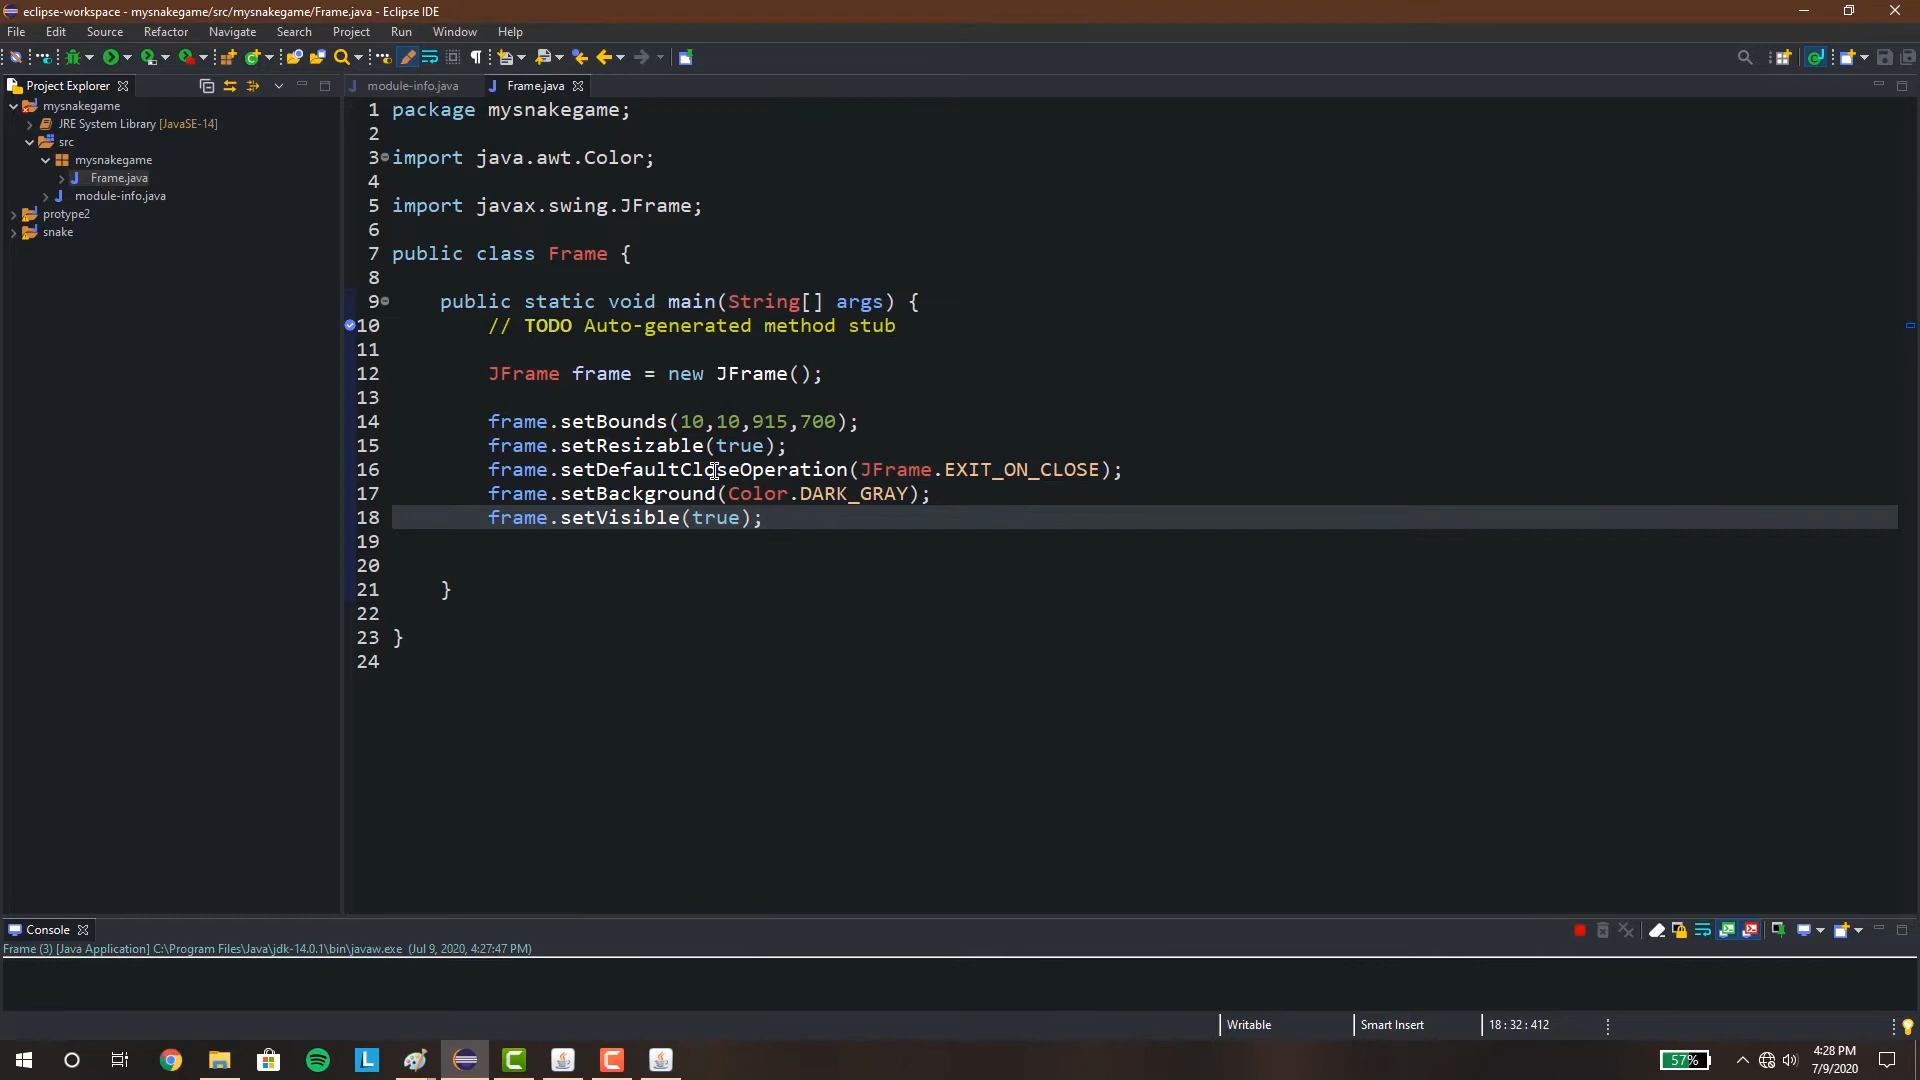 eclipse-workspace - mysnakegame/src/mysnakegame/Frame.java - Eclipse IDE
File Edit Source Refactor Navigate Search Project Run Window Help
Project Explorer
module-info.java
Frame.java
mysnakegame
JRE System Library [JavaSE-14]
src
mysnakegame
Frame.java
module-info.java
protype2
snake
1 package mysnakegame;
2
3 import java.awt.Color;
4
5 import javax.swing.JFrame;
6
7 public class Frame {
8
9 public static void main(String[] args) {
10 // TODO Auto-generated method stub
11
12 JFrame frame = new JFrame();
13
14 frame.setBounds(10,10,915,700);
15 frame.setResizable(true);
16 frame.setDefaultCloseOperation(JFrame.EXIT_ON_CLOSE);
17 frame.setBackground(Color.DARK_GRAY);
18 frame.setVisible(true);
19
20
21 }
22
23 }
24
Console
Frame (3) [Java Application] C:\Program Files\Java\jdk-14.0.1\bin\javaw.exe (Jul 9, 2020, 4:27:47 PM)
Writable Smart Insert 18 : 32 : 412
57%
4:28 PM
7/9/2020